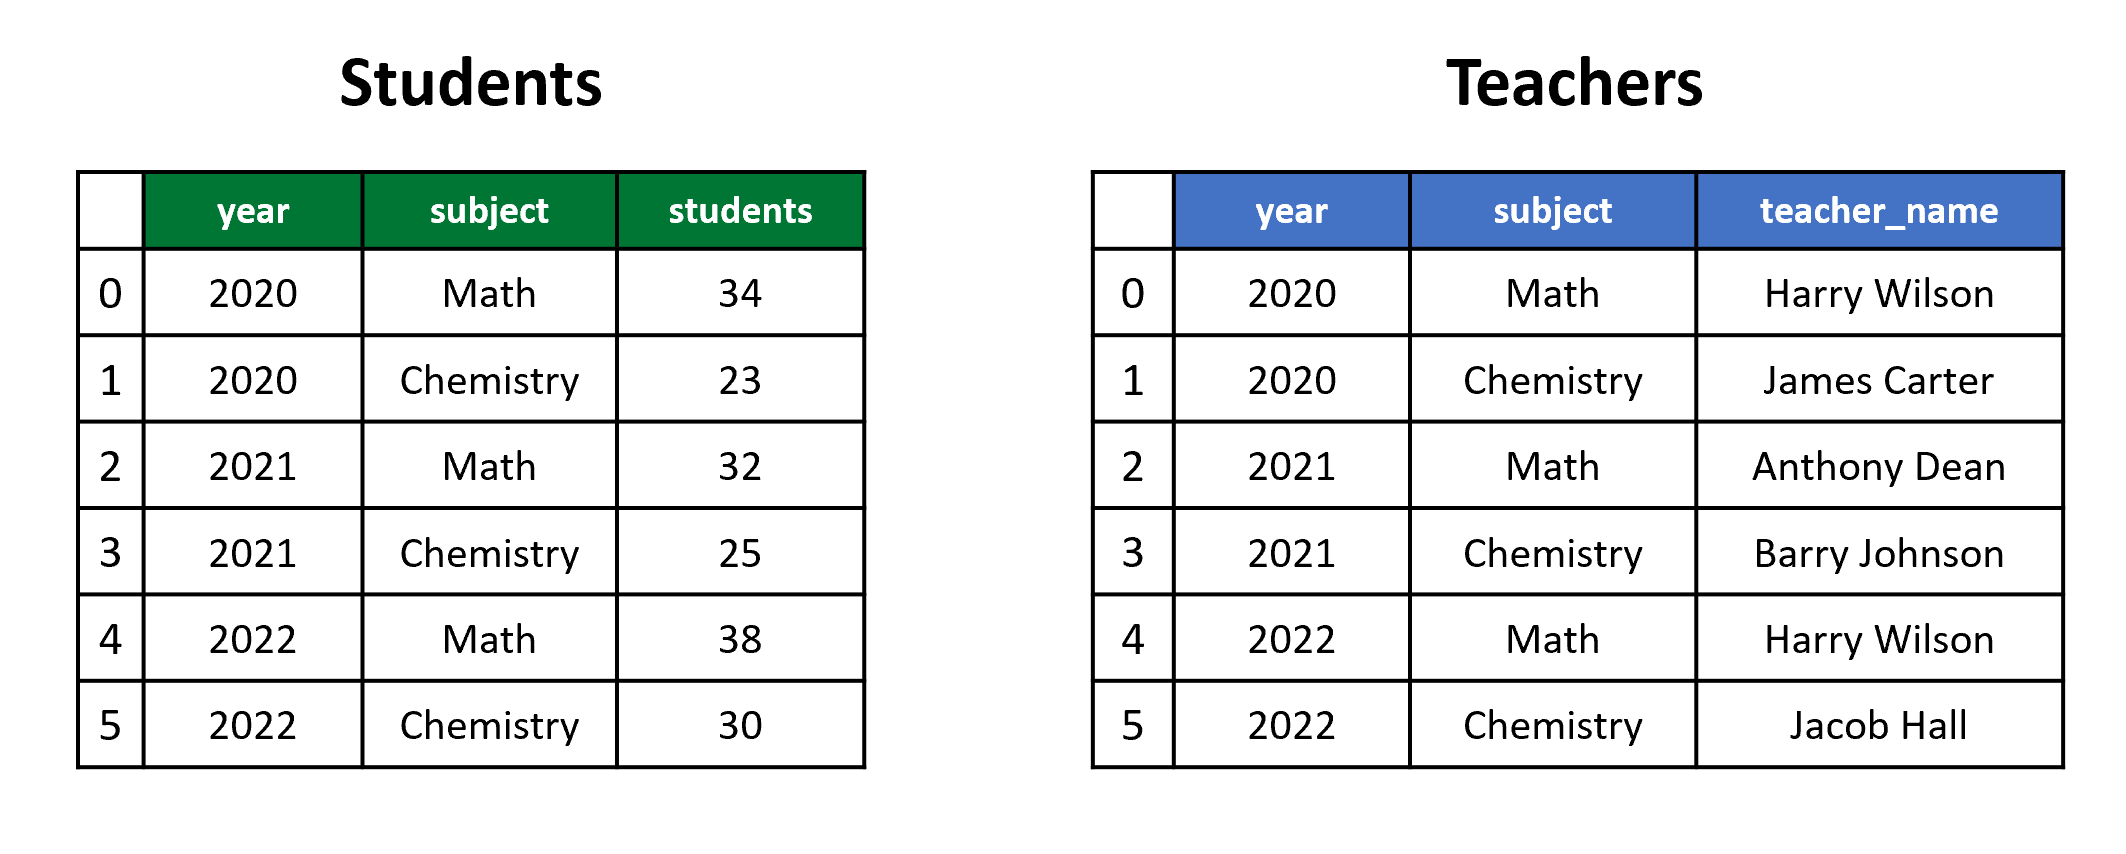 Students
year subject students
0 2020 Math 34
1 2020 Chemistry 23
2 2021 Math 32
3 2021 Chemistry 25
4 2022 Math 38
5 2022 Chemistry 30
Teachers
year subject teacher_name
0 2020 Math Harry Wilson
1 2020 Chemistry James Carter
2 2021 Math Anthony Dean
3 2021 Chemistry Barry Johnson
4 2022 Math Harry Wilson
5 2022 Chemistry Jacob Hall